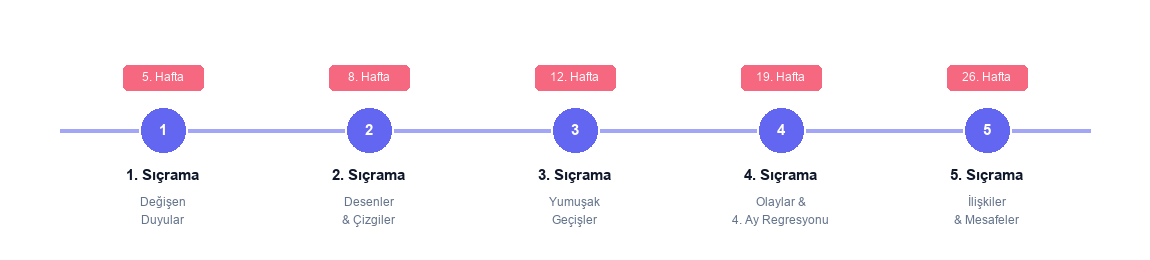 5. Hafta
8. Hafta
12. Hafta
19. Hafta
26. Hafta
1
2
3
4
5
1. Sıçrama
2. Sıçrama
3. Sıçrama
4. Sıçrama
5. Sıçrama
Değişen
Duyular
Desenler
& Çizgiler
Yumuşak
Geçişler
Olaylar &
4. Ay Regresyonu
İlişkiler
& Mesafeler